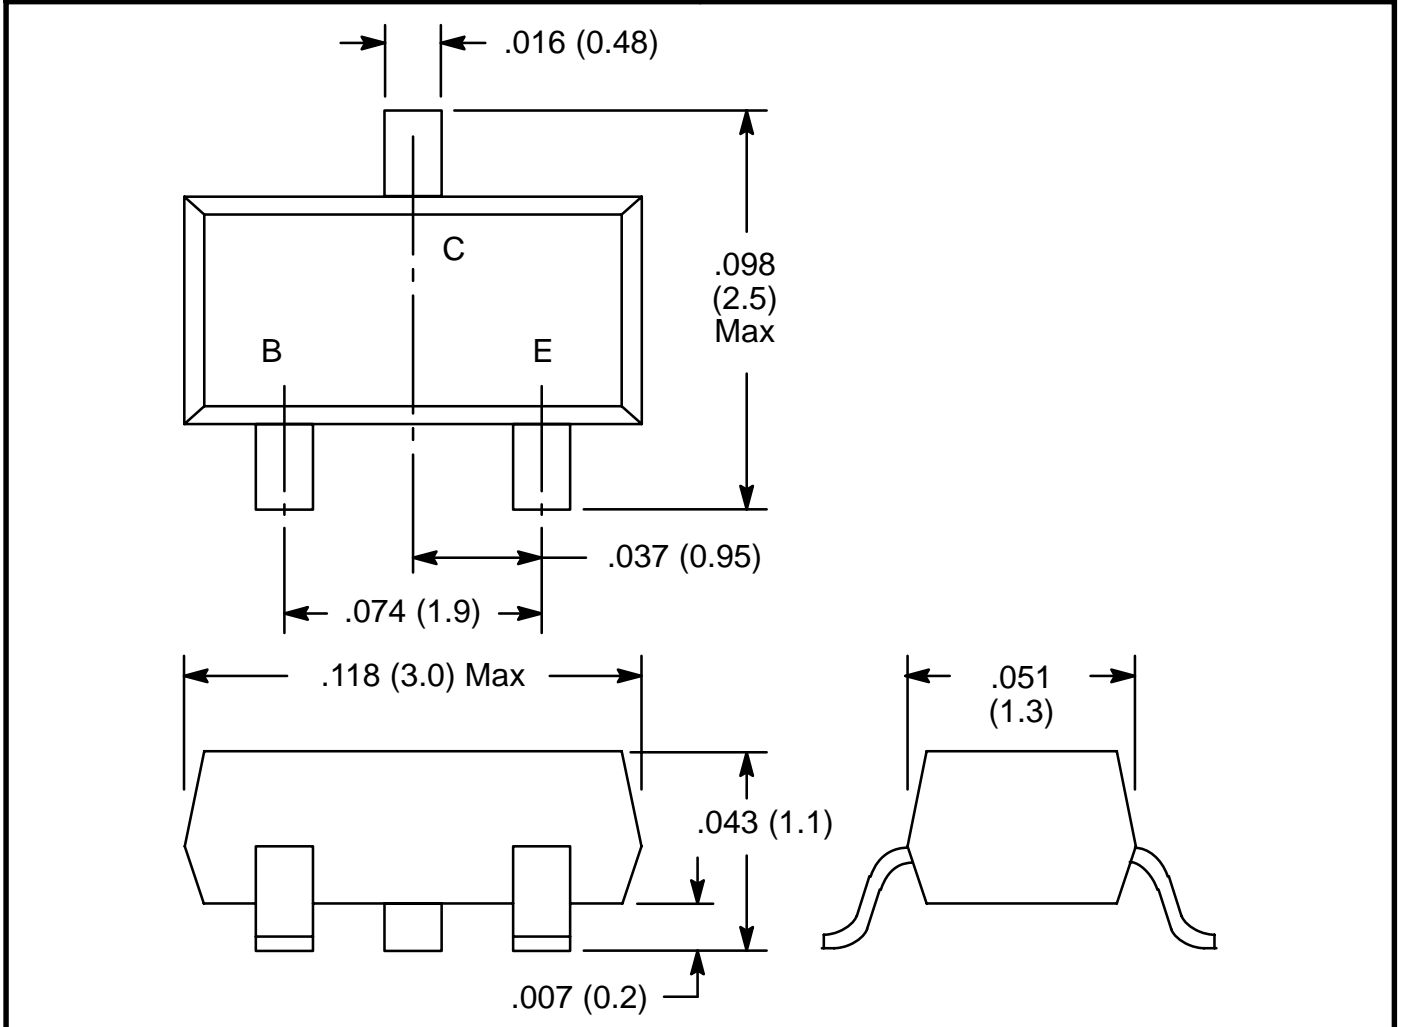 .016 (0.48)
C
.098
(2.5)
Max
B
E
.037 (0.95)
.074 (1.9)
.118 (3.0) Max
.051
(1.3)
.043 (1.1)
.007 (0.2)